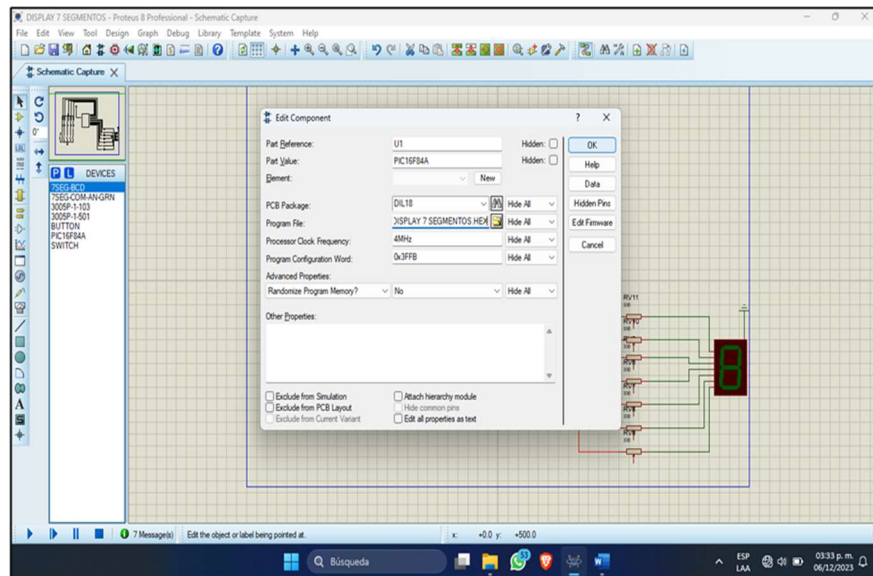 DISPLAY 7 SEGMENTOS - Proteus 8 Professional - Schematic Capture
File Edit View Tool Design Graph Debug Library Template System Help
Schematic Capture X
0°
P L DEVICES
7SEG-BCD
7SEG-COM-AN-GRN
3005P-1-103
3005P-1-501
BUTTON
PIC16F84A
SWITCH
Edit Component ? X
Part Reference: U1 Hidden:
Part Value: PIC16F84A Hidden:
Element: New
PCB Package: DIL18 Hide All
Program File: DISPLAY 7 SEGMENTOS.HEX Hide All
Processor Clock Frequency: 4MHz Hide All
Program Configuration Word: 0x3FFB Hide All
Advanced Properties:
Randomize Program Memory? No Hide All
Other Properties:
Exclude from Simulation
Exclude from PCB Layout
Exclude from Current Variant
Attach hierarchy module
Hide common pins
Edit all properties as text
OK
Help
Data
Hidden Pins
Edit Firmware
Cancel
RV11
RV10
RV7
7 Message(s) Edit the object or label being pointed at. x: +0.0 y: +500.0
Búsqueda
53
ESP
LAA
03:33 p. m.
06/12/2023